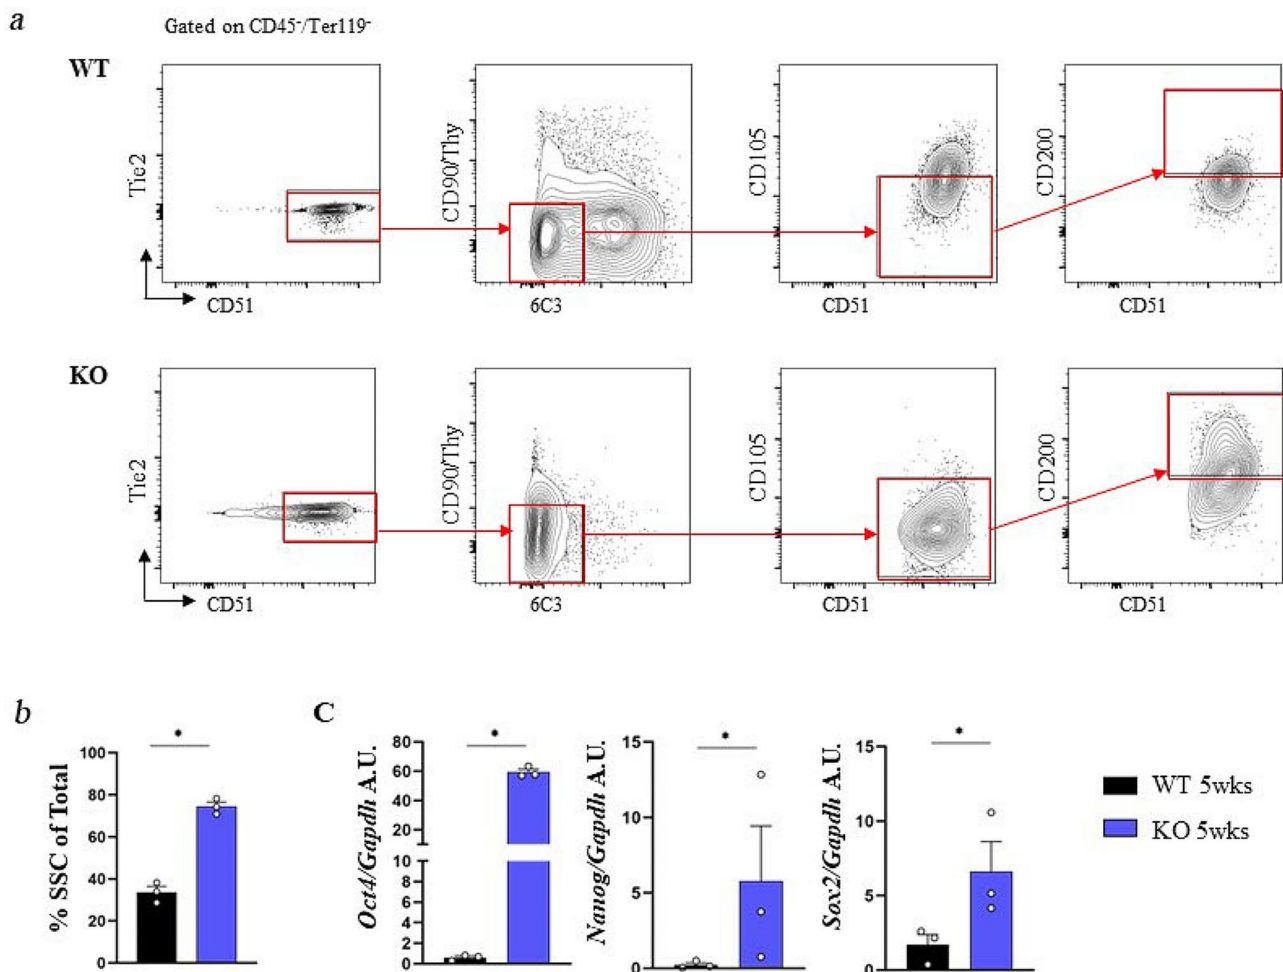 a
Gated on CD45⁻/Ter119⁻
WT
Tie2
CD51
CD90/Thy
6C3
CD105
CD51
CD200
CD51
KO
Tie2
CD51
CD90/Thy
6C3
CD105
CD51
CD200
CD51
b
% SSC of Total
100
80
60
40
20
0
*
C
Oct4/Gapdh A.U.
80
60
40
20
10
8
6
4
2
0
*
Nanog/Gapdh A.U.
15
10
5
0
*
Sox2/Gapdh A.U.
15
10
5
0
*
WT 5wks
KO 5wks